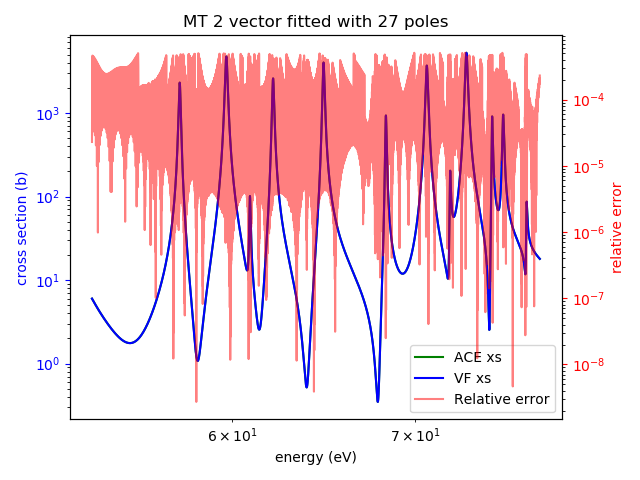 MT 2 vector fitted with 27 poles
cross section (b)
10³
10²
10¹
10⁰
10⁻⁴
10⁻⁵
10⁻⁶
10⁻⁷
10⁻⁸
relative error
ACE xs
VF xs
Relative error
6 × 10¹
7 × 10¹
energy (eV)